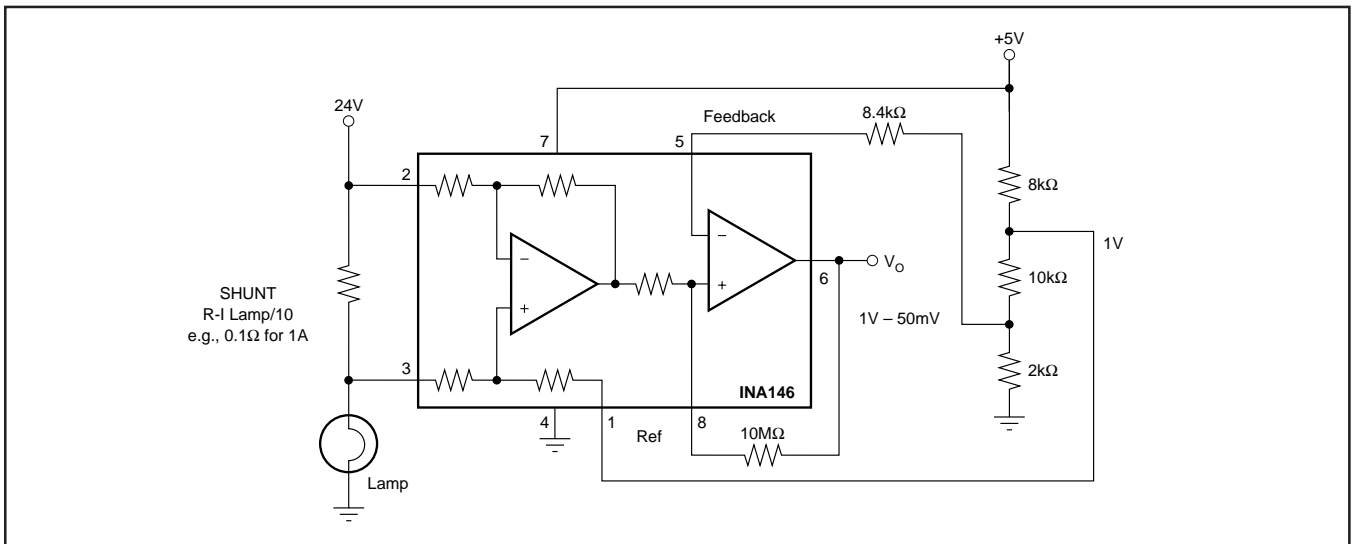 +5V
24V
Feedback
8.4kΩ
7
5
2
8kΩ
1V
6
V_O
10kΩ
SHUNT
R-I Lamp/10
e.g., 0.1Ω for 1A
1V – 50mV
3
2kΩ
INA146
4
1
Ref
8
10MΩ
Lamp
−
+
−
+